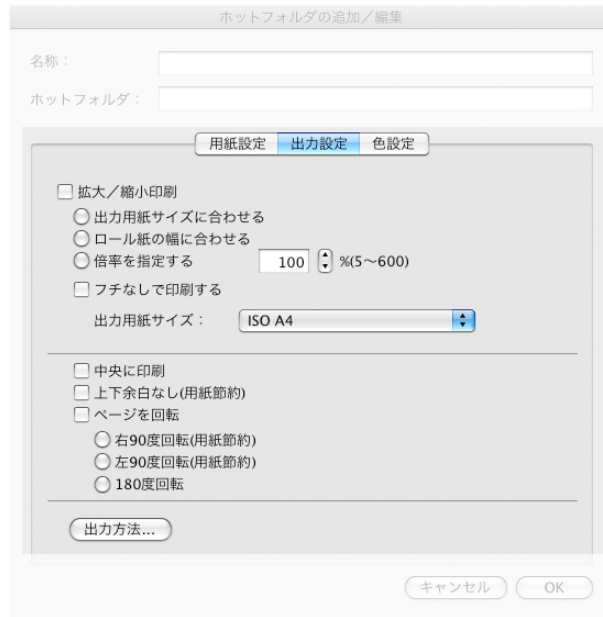 ホットフォルダの追加／編集
名称：
ホットフォルダ：
用紙設定 出力設定 色設定
拡大／縮小印刷
出力用紙サイズに合わせる
ロール紙の幅に合わせる
倍率を指定する 100 %(5～600)
フチなしで印刷する
出力用紙サイズ： ISO A4
中央に印刷
上下余白なし(用紙節約)
ページを回転
右90度回転(用紙節約)
左90度回転(用紙節約)
180度回転
出力方法...
キャンセル OK